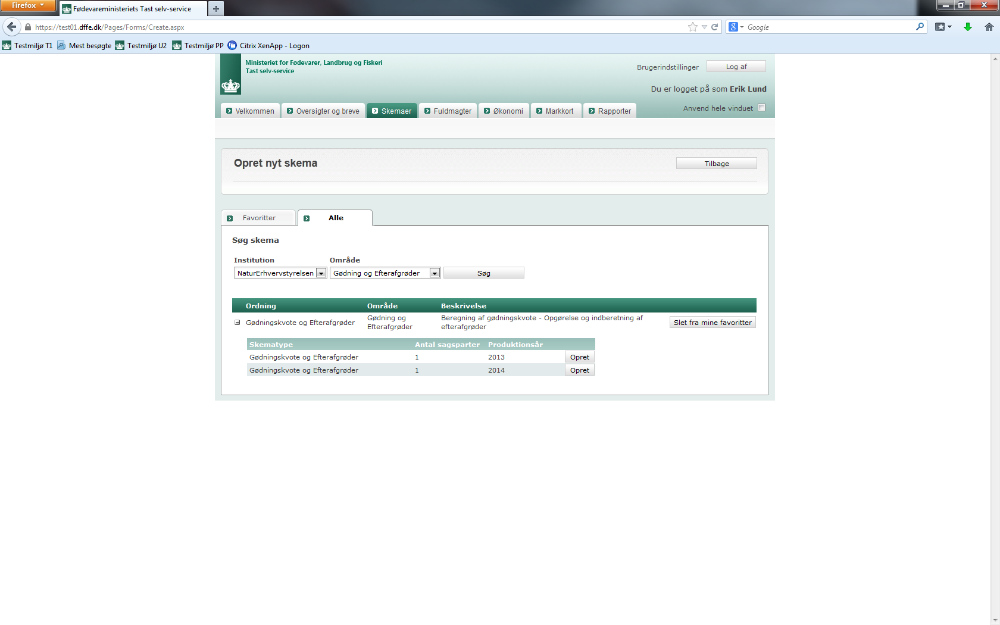 Firefox
Fødevareministeriets Tast selv-service
https://test01.dffe.dk/Pages/Forms/Create.aspx
Google
Testmiljø T1 Mest besøgte Testmiljø U2 Testmiljø PP Citrix XenApp - Logon
Ministeriet for Fødevarer, Landbrug og Fiskeri
Tast selv-service
Brugerindstillinger Log af
Du er logget på som Erik Lund
Velkommen Oversigter og breve Skemaer Fuldmagter Økonomi Markkort Rapporter Anvend hele vinduet
Opret nyt skema Tilbage
Favoritter Alle
Søg skema
Institution Område
NaturErhvervstyrelsen Gødning og Efterafgrøder Søg
Ordning Område Beskrivelse
Gødningskvote og Efterafgrøder Gødning og Efterafgrøder Beregning af gødningskvote - Opgørelse og indberetning af efterafgrøder Slet fra mine favoritter
Skematype Antal sagsparter Produktionsår
Gødningskvote og Efterafgrøder 1 2013 Opret
Gødningskvote og Efterafgrøder 1 2014 Opret